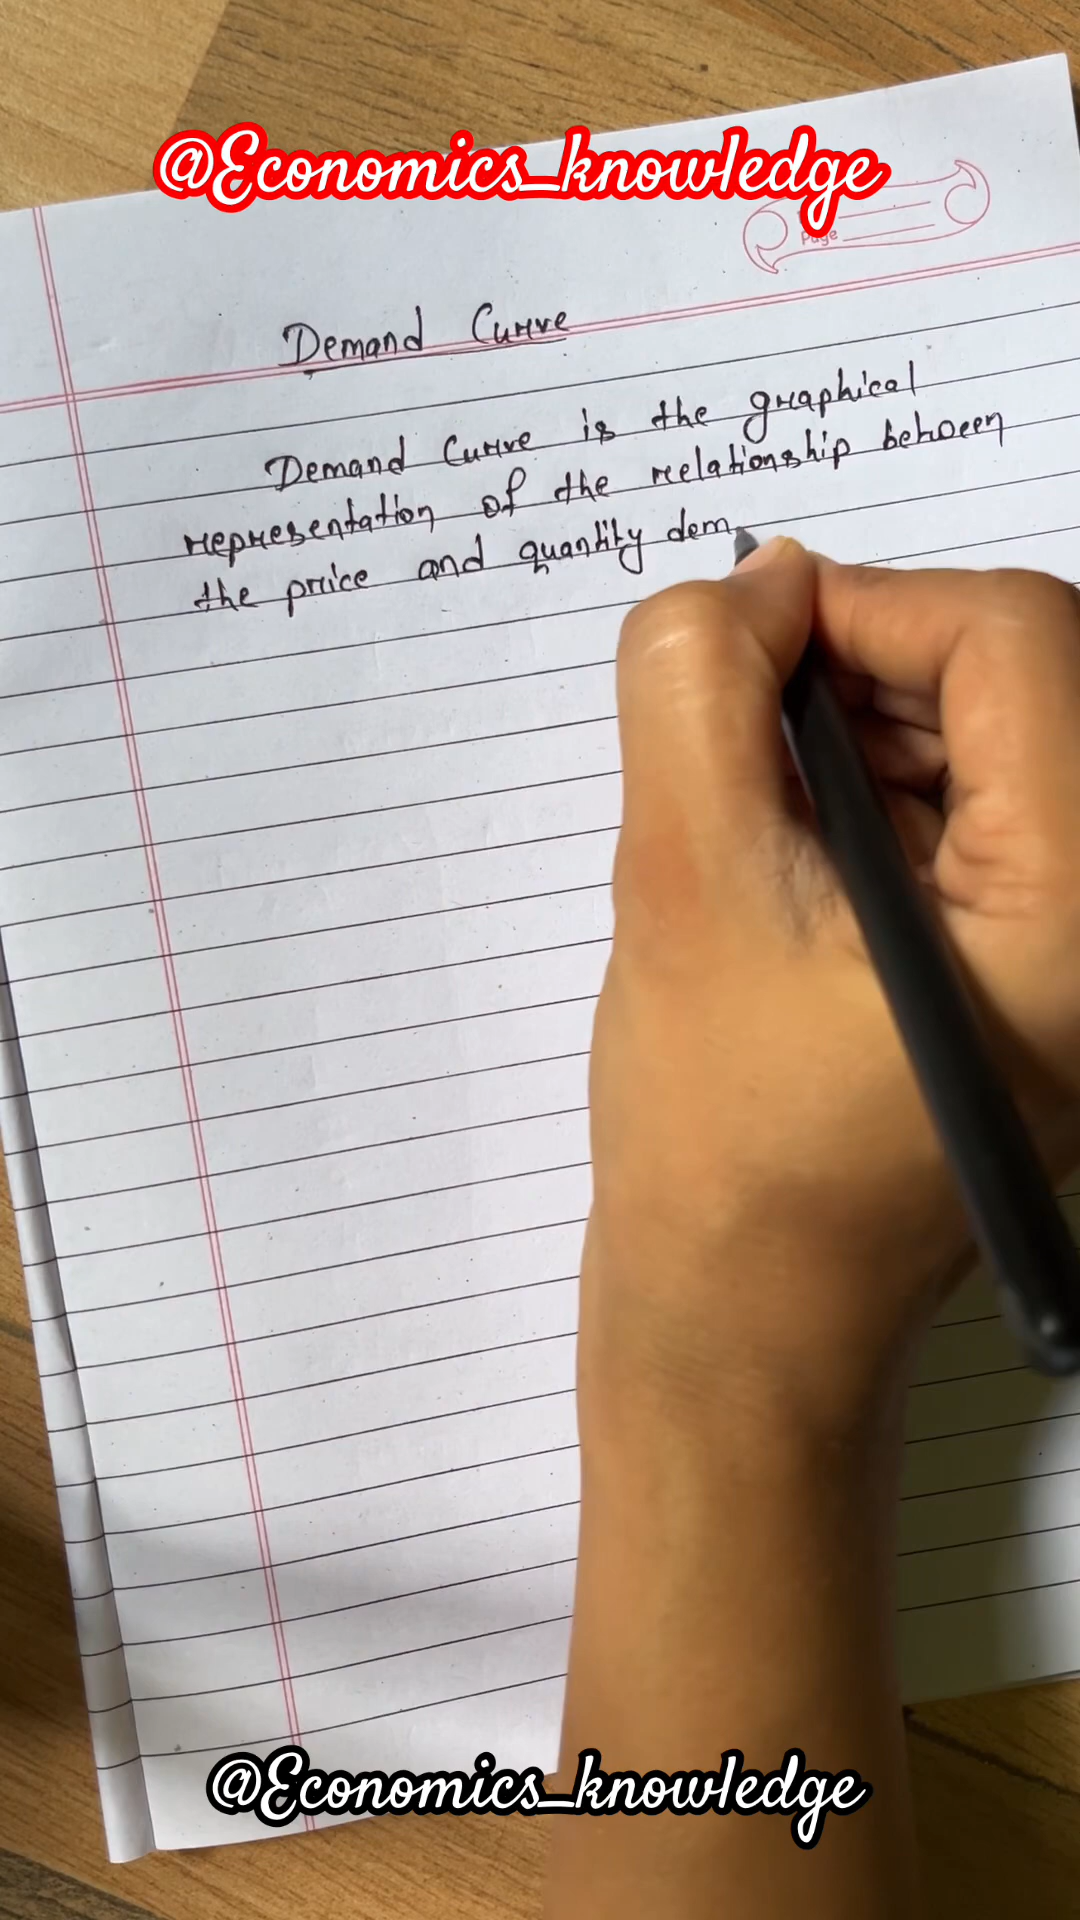 @Economics_knowledge
Page
Demand Curve
Demand Curve is the graphical
representation of the relationship between
the price and quantity dem
@Economics_knowledge